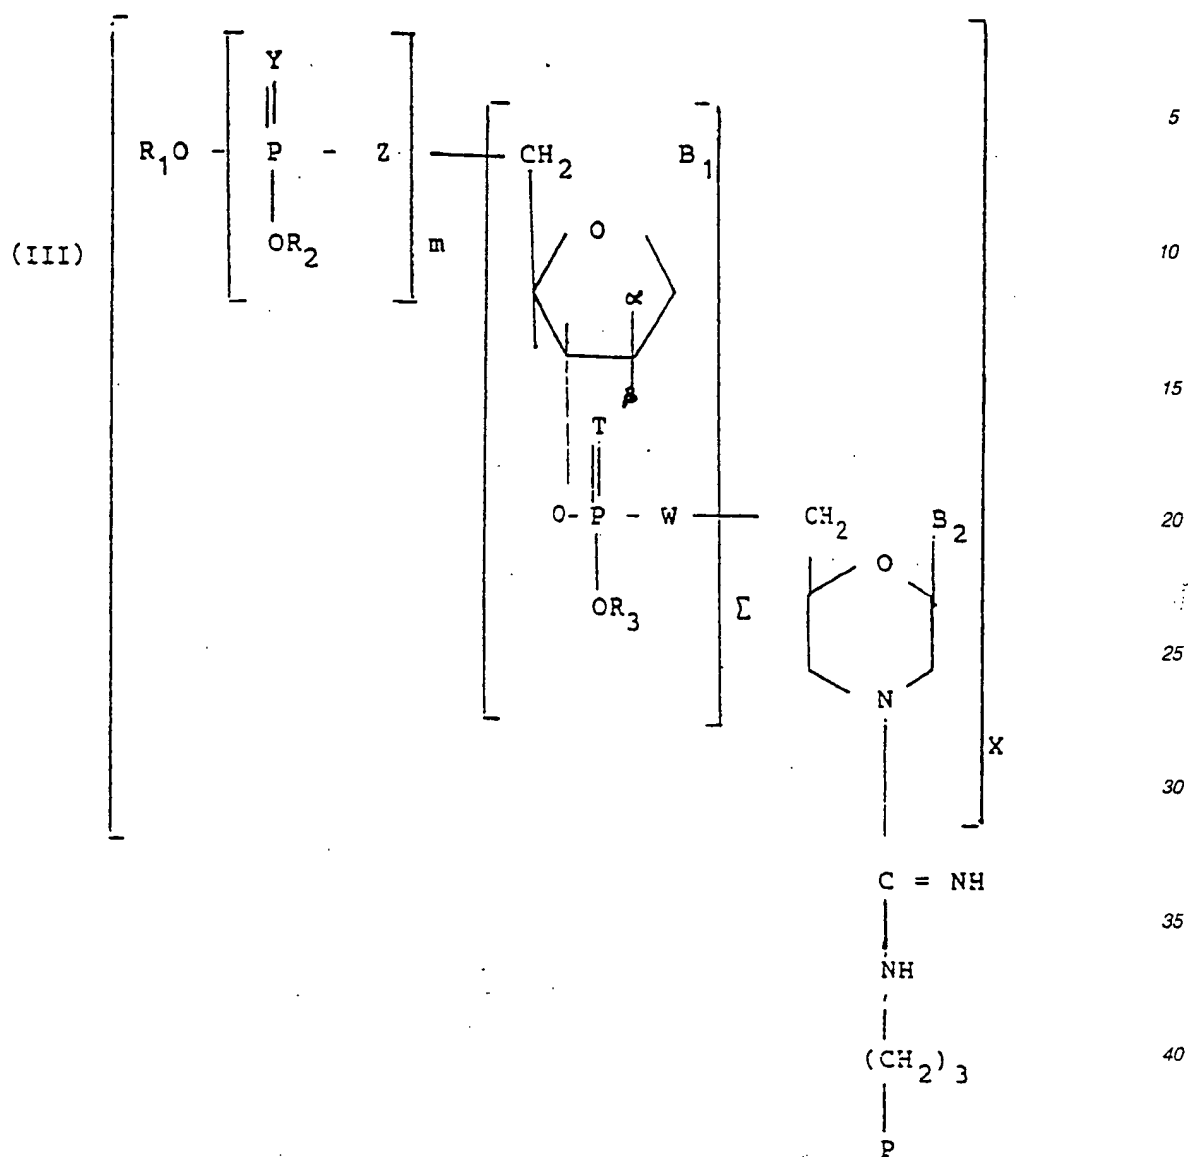 Y
5
R1O - P - Z CH2 B1
(III) OR2 m O 10
α
β 15
T
O- P - W CH2 B2 20
O
OR3 Σ
25
N
X
30
C = NH
35
NH
(CH2)3 40
P